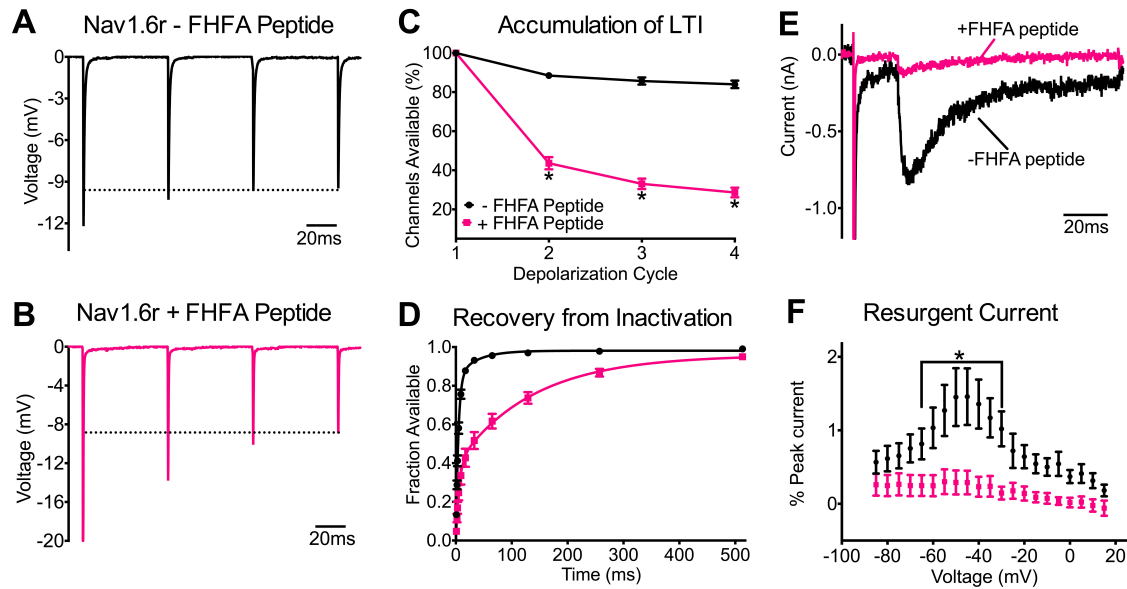 A
Nav1.6r - FHFA Peptide
Voltage (mV)
0
-3
-6
-9
-12
20ms
B
Nav1.6r + FHFA Peptide
Voltage (mV)
0
-4
-8
-12
-16
-20
20ms
C
Accumulation of LTI
Channels Available (%)
100
80
60
40
20
*
*
*
- FHFA Peptide
+ FHFA Peptide
1
2
3
4
Depolarization Cycle
D
Recovery from Inactivation
Fraction Available
1.0
0.8
0.6
0.4
0.2
0.0
0
100
200
300
400
500
Time (ms)
E
Current (nA)
0.0
-0.5
-1.0
+FHFA peptide
-FHFA peptide
20ms
F
Resurgent Current
% Peak current
2
1
0
*
-100
-80
-60
-40
-20
0
20
Voltage (mV)